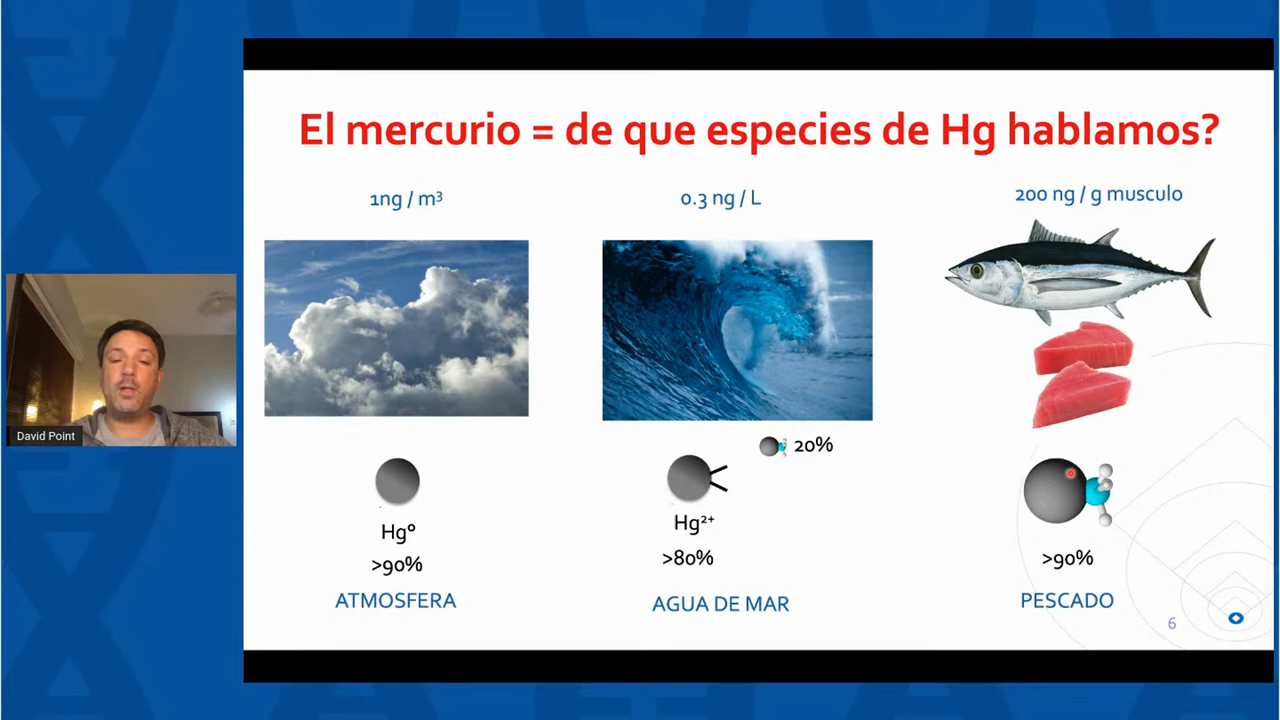 El mercurio = de que especies de Hg hablamos?
1ng / m³
0.3 ng / L
200 ng / g musculo
20%
Hg°
>90%
ATMOSFERA
Hg²⁺
>80%
AGUA DE MAR
>90%
PESCADO
6
David Point